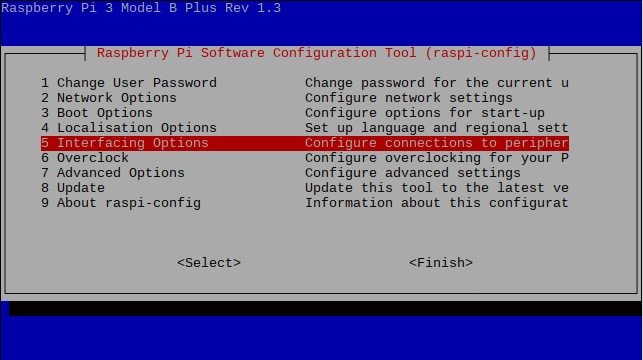 Raspberry Pi 3 Model B Plus Rev 1.3
Raspberry Pi Software Configuration Tool (raspi-config)
1 Change User Password Change password for the current u
2 Network Options Configure network settings
3 Boot Options Configure options for start-up
4 Localisation Options Set up language and regional sett
5 Interfacing Options Configure connections to peripher
6 Overclock Configure overclocking for your P
7 Advanced Options Configure advanced settings
8 Update Update this tool to the latest ve
9 About raspi-config Information about this configurat
<Select> <Finish>